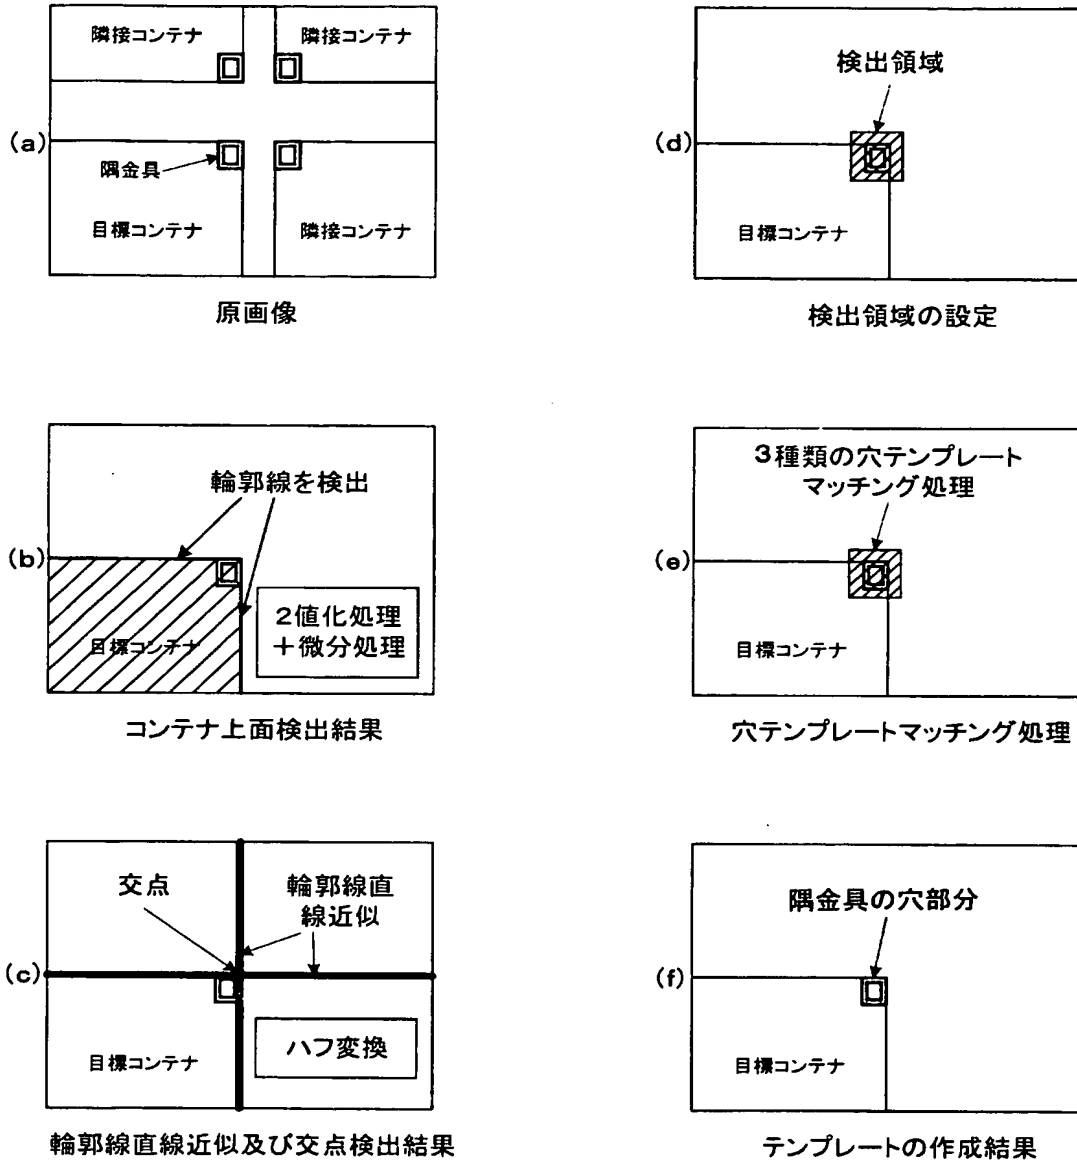 (a)
隣接コンテナ
隣接コンテナ
隅金具
目標コンテナ
隣接コンテナ
原画像
(b)
輪郭線を検出
目標コンテナ
2値化処理
+微分処理
コンテナ上面検出結果
(c)
交点
輪郭線直
線近似
目標コンテナ
ハフ変換
輪郭線直線近似及び交点検出結果
(d)
検出領域
目標コンテナ
検出領域の設定
(e)
3種類の穴テンプレート
マッチング処理
目標コンテナ
穴テンプレートマッチング処理
(f)
隅金具の穴部分
目標コンテナ
テンプレートの作成結果